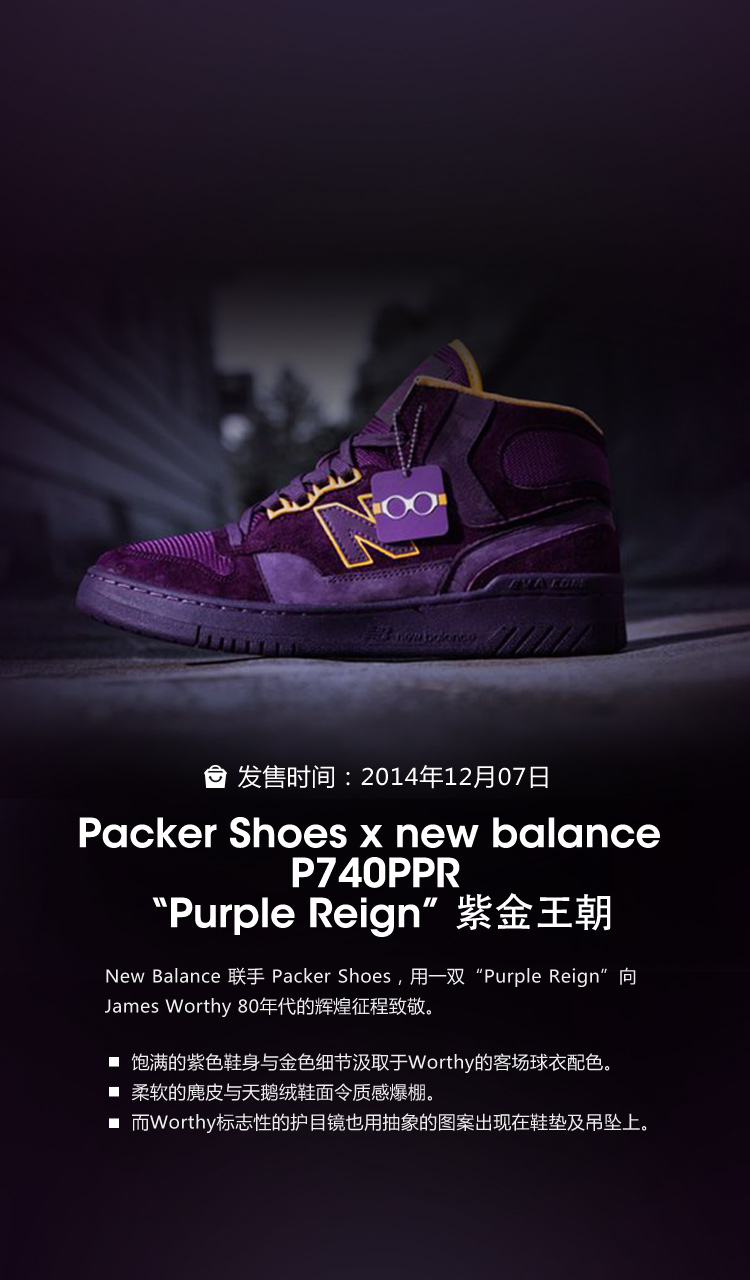 N
EVA CUP
new balance
发售时间：2014年12月07日
Packer Shoes x new balance
P740PPR
“Purple Reign” 紫金王朝
New Balance 联手 Packer Shoes，用一双“Purple Reign”向
James Worthy 80年代的辉煌征程致敬。
饱满的紫色鞋身与金色细节汲取于Worthy的客场球衣配色。
柔软的麂皮与天鹅绒鞋面令质感爆棚。
而Worthy标志性的护目镜也用抽象的图案出现在鞋垫及吊坠上。